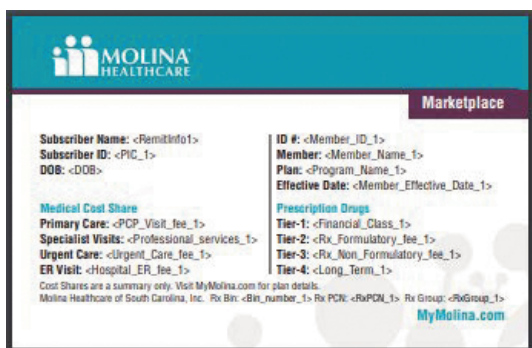 MOLINA
HEALTHCARE
Marketplace
Subscriber Name: <RemitInfo1>
Subscriber ID: <PIC_1>
DOB: <DOB>
ID #: <Member_ID_1>
Member: <Member_Name_1>
Plan: <Program_Name_1>
Effective Date: <Member_Effective_Date_1>
Medical Cost Share
Primary Care: <PCP_Visit_fee_1>
Specialist Visits: <Professional_services_1>
Urgent Care: <Urgent_Care_fee_1>
ER Visit: <Hospital_ER_fee_1>
Prescription Drugs
Tier-1: <Financial_Class_1>
Tier-2: <Rx_Formulatory_fee_1>
Tier-3: <Rx_Non_Formulatory_fee_1>
Tier-4: <Long_Term_1>
Cost Shares are a summary only. Visit MyMolina.com for plan details.
Molina Healthcare of South Carolina, Inc. Rx Bin: <Bin_number_1> Rx PCN: <RxPCN_1> Rx Group: <RxGroup_1>
MyMolina.com